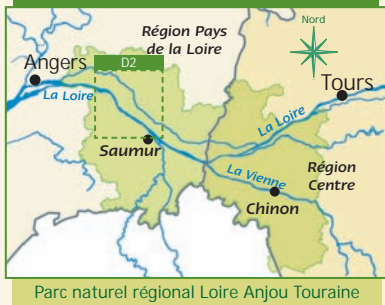 Nord
Région Pays
de la Loire
Angers
D2
Tours
La Loire
La Loire
Saumur
La Vienne
Région
Centre
Chinon
Parc naturel régional Loire Anjou Touraine